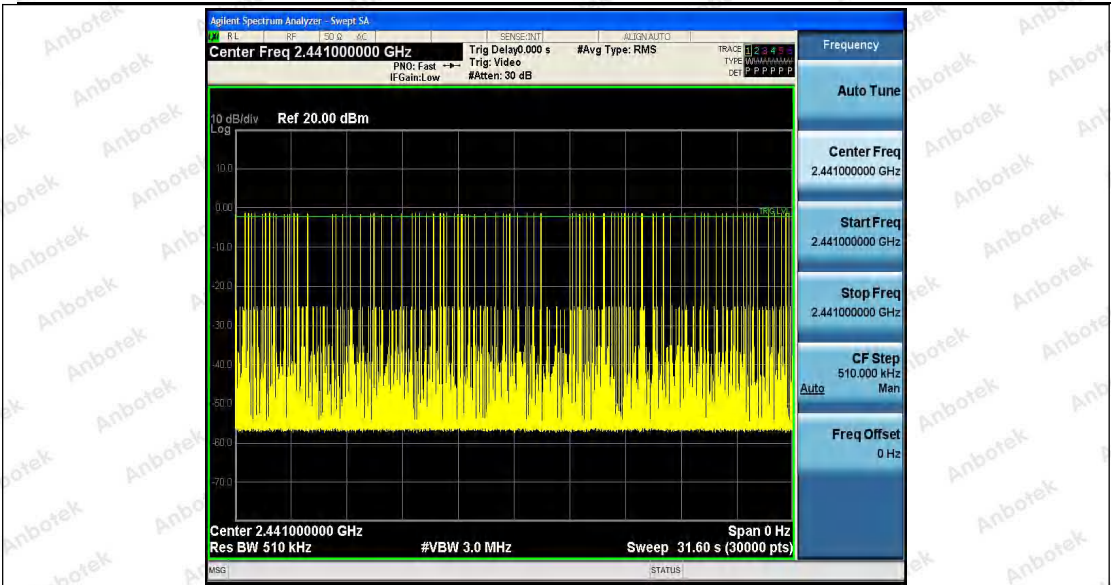 Agilent Spectrum Analyzer - Swept SA
RL RF 50 Ω AC SENSE:INT ALIGNAUTO
Center Freq 2.441000000 GHz
PNO: Fast
IFGain:Low
Trig Delay0.000 s
Trig: Video
#Atten: 30 dB
#Avg Type: RMS
TRACE 1 2 3 4 5 6
TYPE
DET P P P P P P
10 dB/div Ref 20.00 dBm
Log
10.0
0.00
TRIG LVL
-10.0
-20.0
-30.0
-40.0
-50.0
-60.0
-70.0
Center 2.441000000 GHz
Span 0 Hz
Res BW 510 kHz
#VBW 3.0 MHz
Sweep 31.60 s (30000 pts)
MSG
STATUS
Frequency
Auto Tune
Center Freq
2.441000000 GHz
Start Freq
2.441000000 GHz
Stop Freq
2.441000000 GHz
CF Step
510.000 kHz
Auto Man
Freq Offset
0 Hz
Anbotek